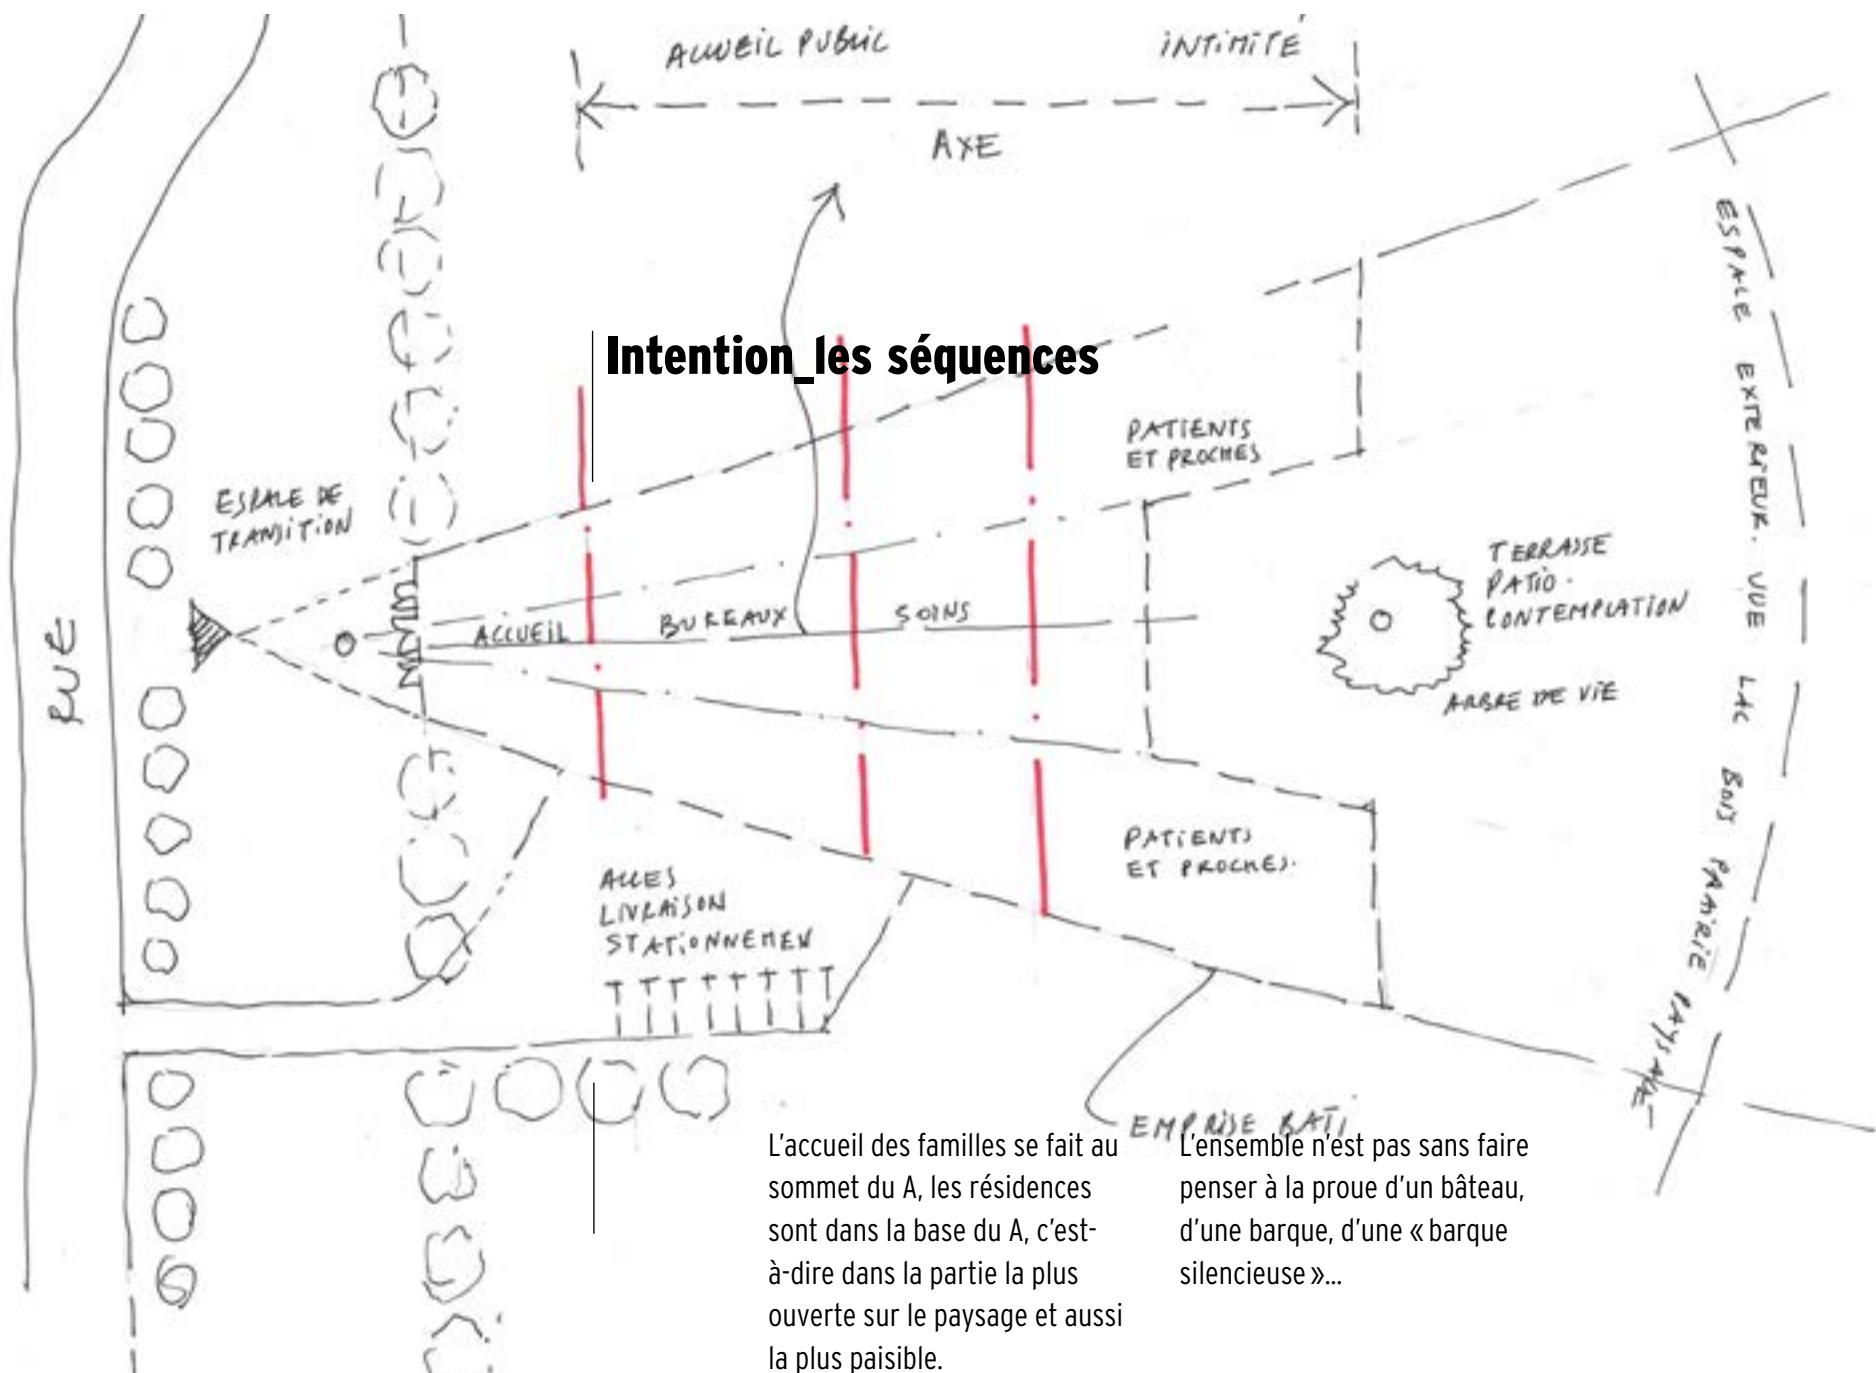 ACCUEIL PUBLIC
INTIMITÉ
AXE
Intention_les séquences
PATIENTS
ET PROCHES
ESPACE DE
TRANSITION
ACCUEIL
BUREAUX
SOINS
RUE
TERRASSE
PATIO.
CONTEMPLATION
ARBRE DE VIE
ESPACE EXTERIEUR. VUE LAC BOIS PRAIRIE PAYSAGE
PATIENTS
ET PROCHES.
ACCES
LIVRAISON
STATIONNEMEN
EMPRISE BATI
L'accueil des familles se fait au
sommet du A, les résidences
sont dans la base du A, c'est-
à-dire dans la partie la plus
ouverte sur le paysage et aussi
la plus paisible.
L'ensemble n'est pas sans faire
penser à la proue d'un bâteau,
d'une barque, d'une « barque
silencieuse »...